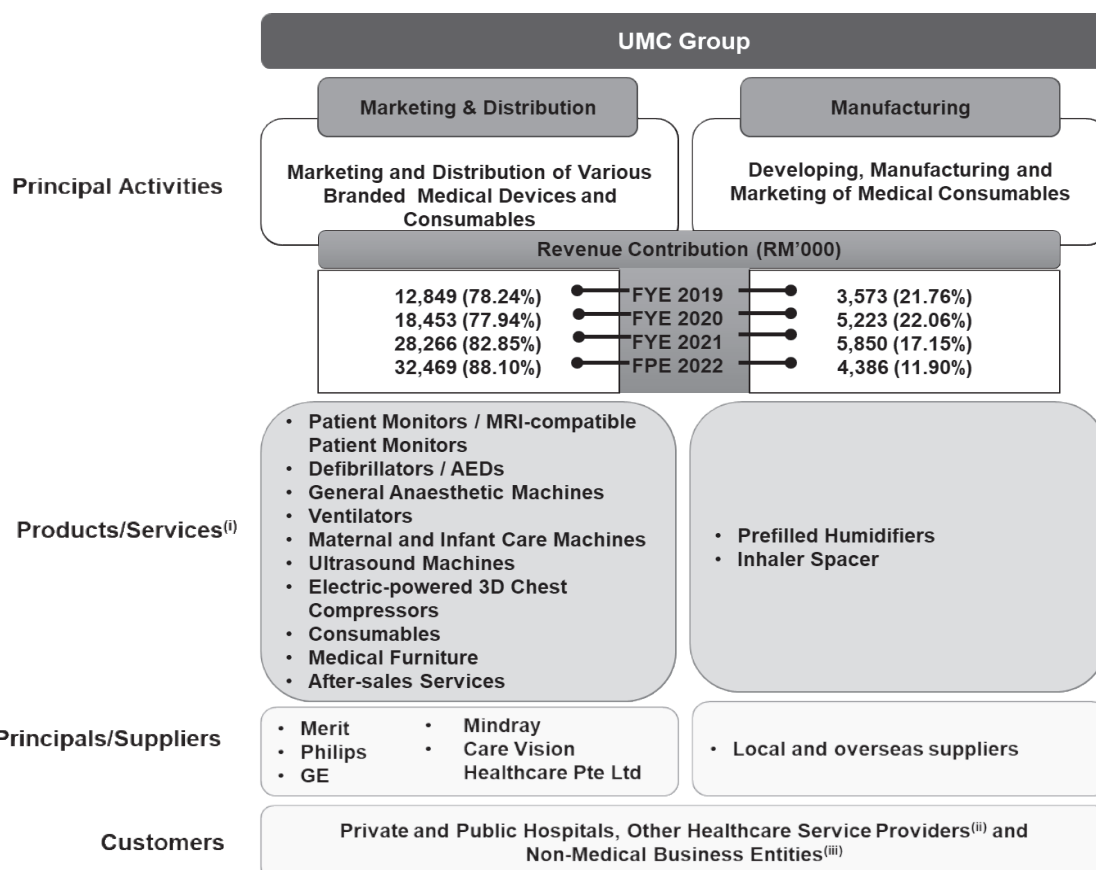 UMC Group
Marketing & Distribution
Manufacturing
Principal Activities
Marketing and Distribution of Various
Branded Medical Devices and
Consumables
Developing, Manufacturing and
Marketing of Medical Consumables
Revenue Contribution (RM’000)
12,849 (78.24%) FYE 2019 3,573 (21.76%)
18,453 (77.94%) FYE 2020 5,223 (22.06%)
28,266 (82.85%) FYE 2021 5,850 (17.15%)
32,469 (88.10%) FPE 2022 4,386 (11.90%)
Products/Services(i)
• Patient Monitors / MRI-compatible
Patient Monitors
• Defibrillators / AEDs
• General Anaesthetic Machines
• Ventilators
• Maternal and Infant Care Machines
• Ultrasound Machines
• Electric-powered 3D Chest
Compressors
• Consumables
• Medical Furniture
• After-sales Services
• Prefilled Humidifiers
• Inhaler Spacer
Principals/Suppliers
• Merit
• Philips
• GE
• Mindray
• Care Vision
Healthcare Pte Ltd
• Local and overseas suppliers
Customers
Private and Public Hospitals, Other Healthcare Service Providers(ii) and
Non-Medical Business Entities(iii)